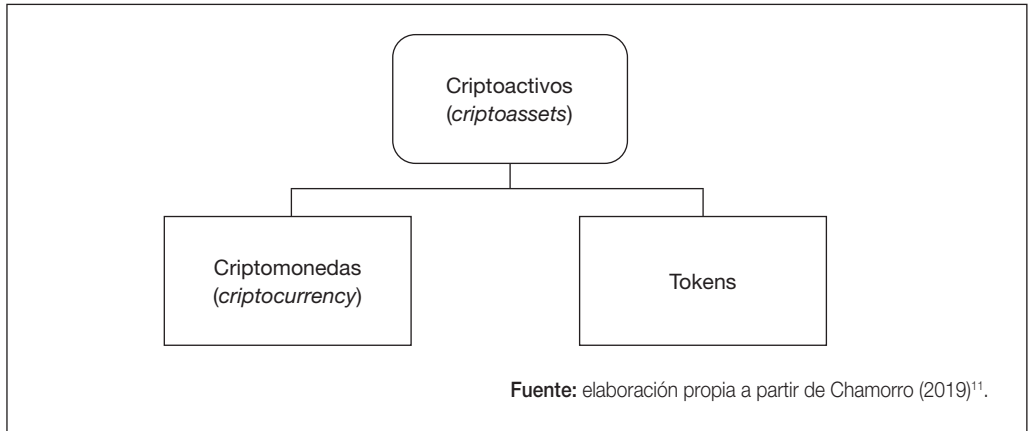 Criptoactivos
(criptoassets)
Criptomonedas
(criptocurrency)
Tokens
Fuente: elaboración propia a partir de Chamorro (2019)¹¹.